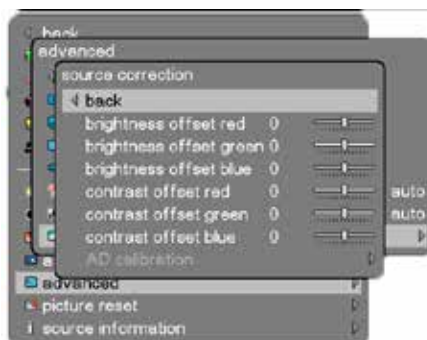 back
advanced
source correction
back
brightness offset red 0
brightness offset green 0
brightness offset blue 0
contrast offset red 0
contrast offset green 0
contrast offset blue 0
AD calibration
auto
auto
a
advanced
picture reset
i source information